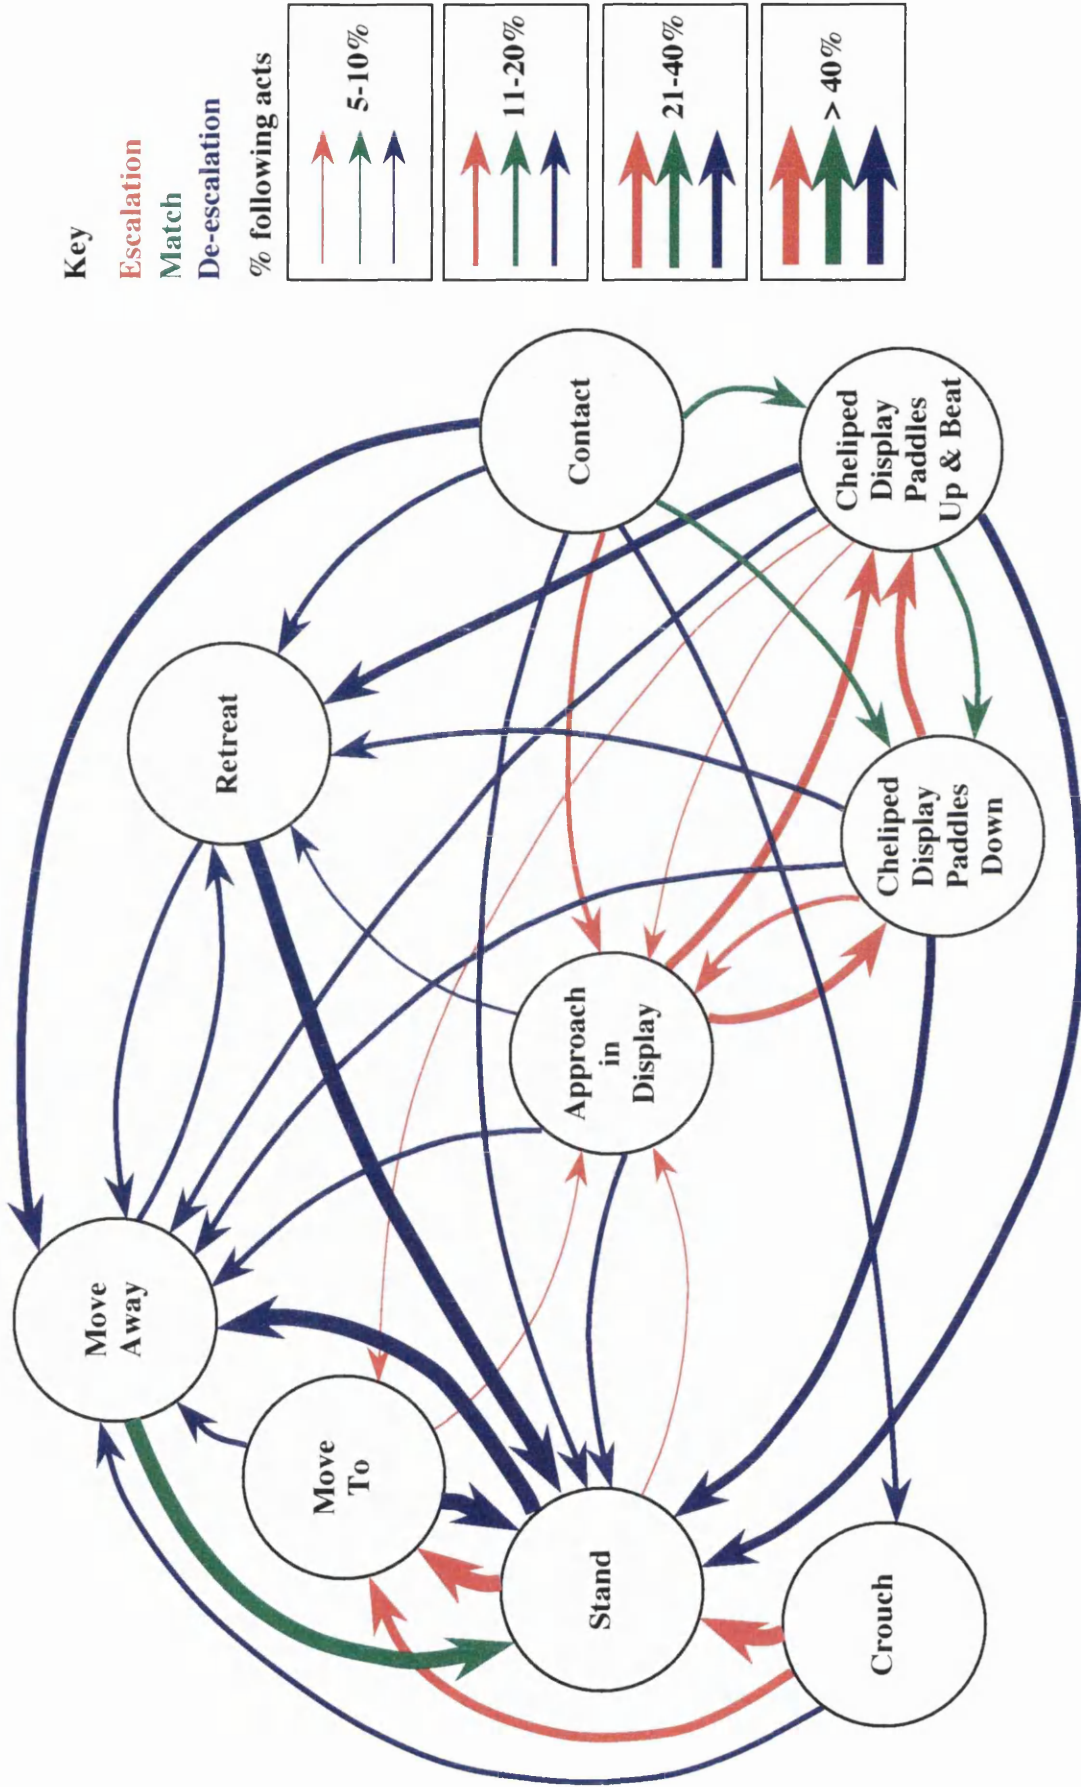 Key
Escalation
Match
De-escalation
% following acts
5-10%
11-20%
21-40%
> 40%
Move
Away
Retreat
Move
To
Contact
Approach
in
Display
Stand
Cheliped
Display
Paddles
Up & Beat
Cheliped
Display
Paddles
Down
Crouch